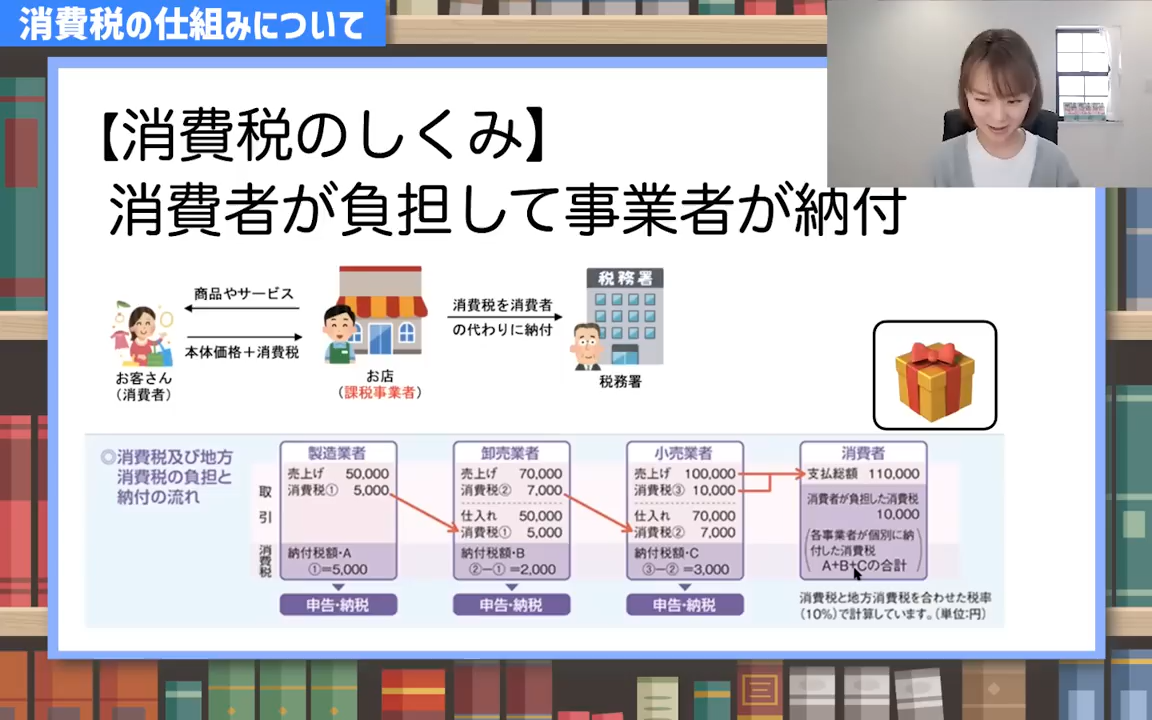 消費税の仕組みについて
【消費税のしくみ】
消費者が負担して事業者が納付
商品やサービス
本体価格＋消費税
お客さん
（消費者）
お店
（課税事業者）
消費税を消費者
の代わりに納付
税務署
税務署
◎消費税及び地方
消費税の負担と
納付の流れ
取引
消費税
製造業者
売上げ 50,000
消費税① 5,000
納付税額・A
①=5,000
申告・納税
卸売業者
売上げ 70,000
消費税② 7,000
仕入れ 50,000
消費税① 5,000
納付税額・B
②－① =2,000
申告・納税
小売業者
売上げ 100,000
消費税③ 10,000
仕入れ 70,000
消費税② 7,000
納付税額・C
③－② =3,000
申告・納税
消費者
支払総額 110,000
消費者が負担した消費税
10,000
（各事業者が個別に納
付した消費税
A+B+Cの合計）
消費税と地方消費税を合わせた税率
（10%）で計算しています。（単位：円）